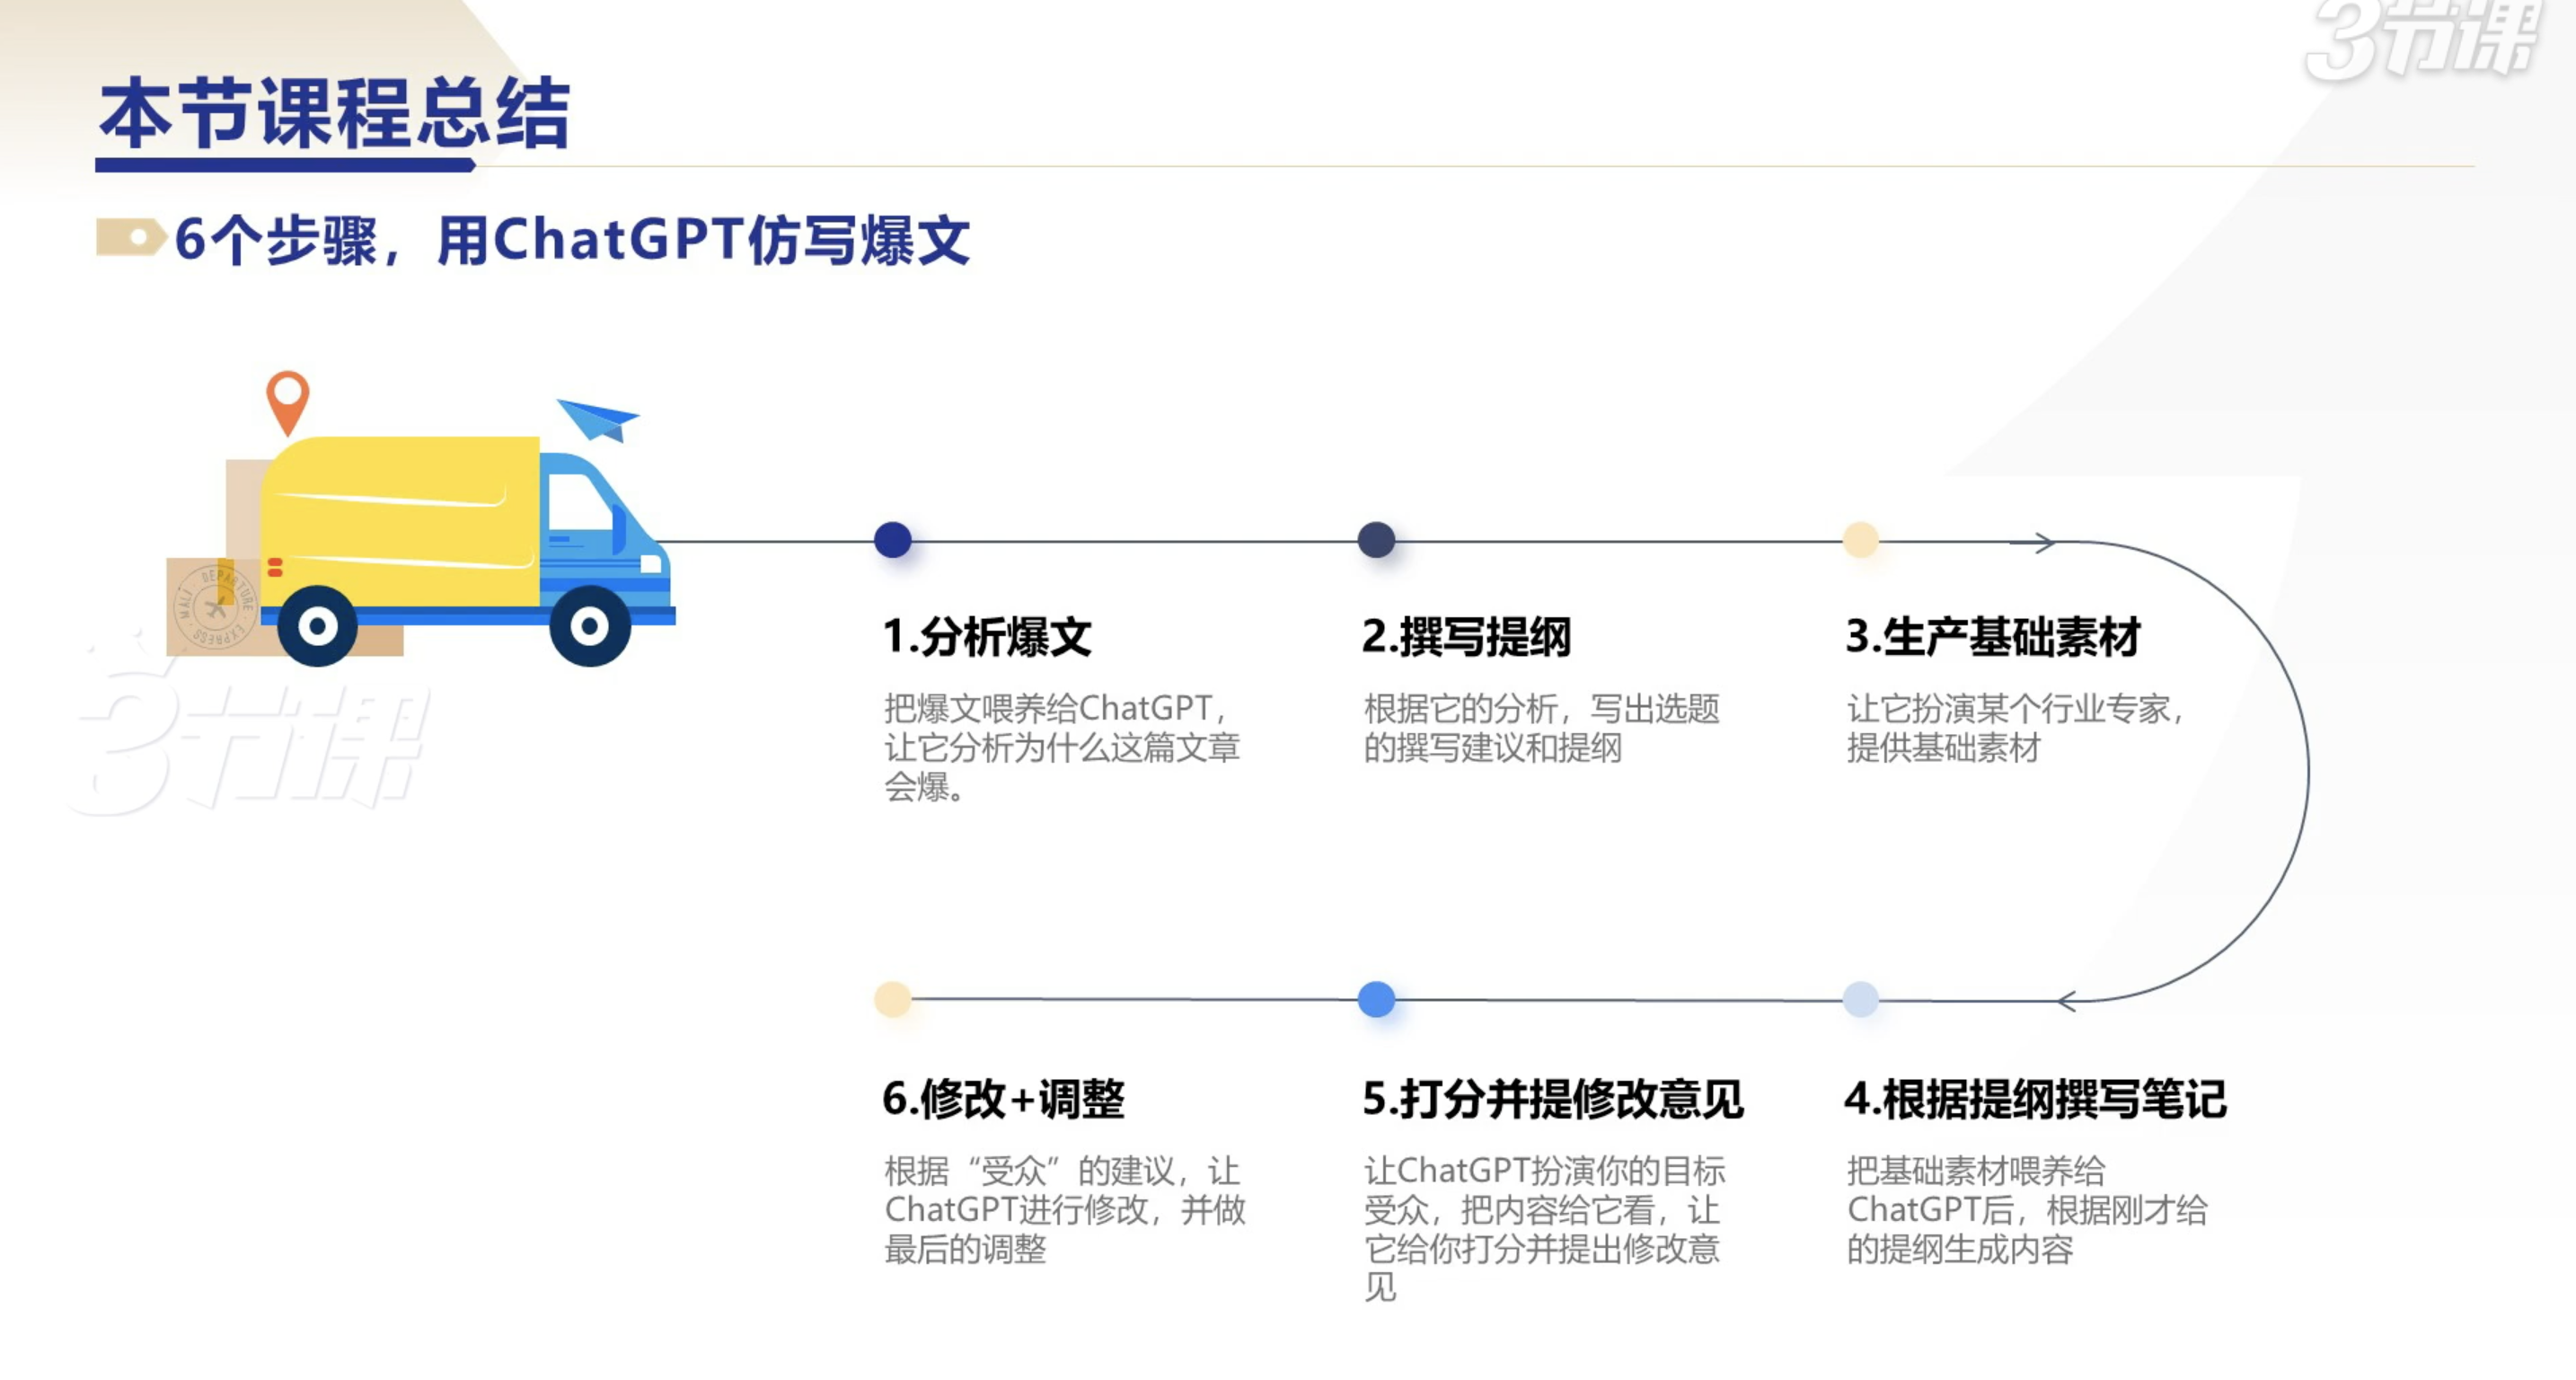 3节课
本节课程总结
6个步骤，用ChatGPT仿写爆文
DEPARTURE
MALI
EXPRESS
3节课
1.分析爆文
把爆文喂养给ChatGPT，
让它分析为什么这篇文章
会爆。
2.撰写提纲
根据它的分析，写出选题
的撰写建议和提纲
3.生产基础素材
让它扮演某个行业专家，
提供基础素材
4.根据提纲撰写笔记
把基础素材喂养给
ChatGPT后，根据刚才给
的提纲生成内容
5.打分并提修改意见
让ChatGPT扮演你的目标
受众，把内容给它看，让
它给你打分并提出修改意
见
6.修改+调整
根据“受众”的建议，让
ChatGPT进行修改，并做
最后的调整